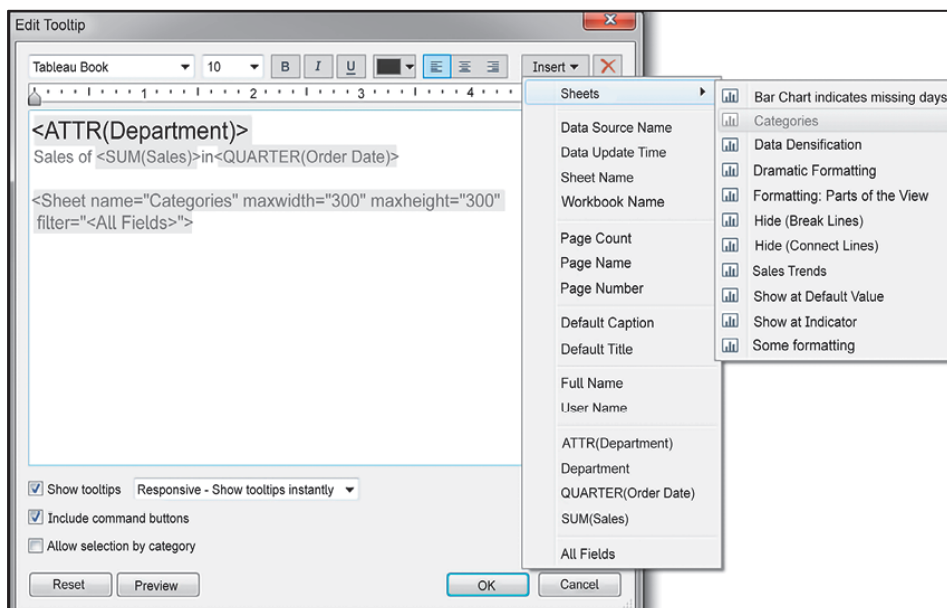 Edit Tooltip
Tableau Book 10 B I U Insert
1 2 3 4
<ATTR(Department)>
Sales of <SUM(Sales)>in<QUARTER(Order Date)>
<Sheet name="Categories" maxwidth="300" maxheight="300"
filter="<All Fields>">
Show tooltips Responsive - Show tooltips instantly
Include command buttons
Allow selection by category
Reset Preview OK Cancel
Sheets
Data Source Name
Data Update Time
Sheet Name
Workbook Name
Page Count
Page Name
Page Number
Default Caption
Default Title
Full Name
User Name
ATTR(Department)
Department
QUARTER(Order Date)
SUM(Sales)
All Fields
Bar Chart indicates missing days
Categories
Data Densification
Dramatic Formatting
Formatting: Parts of the View
Hide (Break Lines)
Hide (Connect Lines)
Sales Trends
Show at Default Value
Show at Indicator
Some formatting